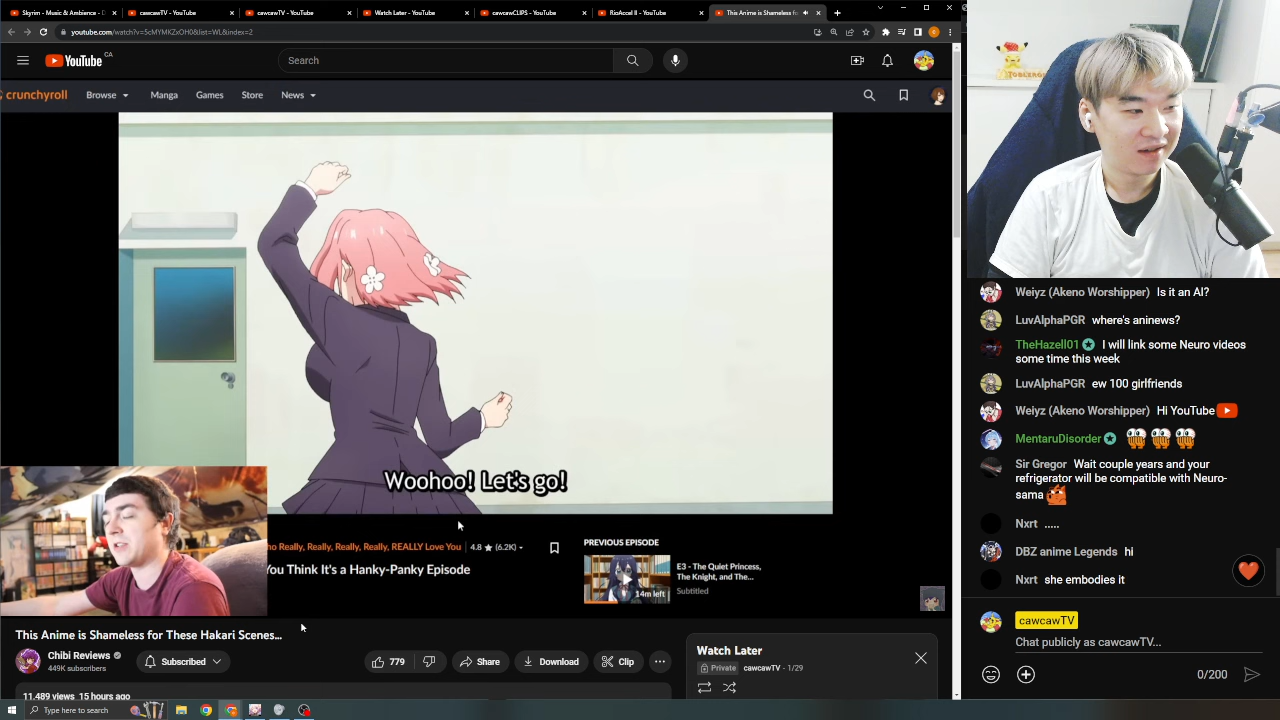 Skyrim - Music & Ambience - 
cawcawTV - YouTube
cawcawTV - YouTube
Watch Later - YouTube
cawcawCLIPS - YouTube
RioAccel II - YouTube
This Anime is Shameless f
youtube.com/watch?v=5cMYMKZxOH0&list=WL&index=2
YouTube CA
Search
crunchyroll
Browse
Manga
Games
Store
News
Woohoo! Let's go!
ho Really, Really, Really, Really, REALLY Love You
4.8 ★ (6.2K)
You Think It's a Hanky-Panky Episode
PREVIOUS EPISODE
E3 - The Quiet Princess,
The Knight, and The...
14m left
Subtitled
This Anime is Shameless for These Hakari Scenes...
Chibi Reviews
449K subscribers
Subscribed
779
Share
Download
Clip
11,489 views 15 hours ago
Watch Later
Private
cawcawTV - 1/29
Type here to search
TOBLERONE
Weiyz (Akeno Worshipper) Is it an AI?
LuvAlphaPGR where's aninews?
TheHazell01 I will link some Neuro videos
some time this week
LuvAlphaPGR ew 100 girlfriends
Weiyz (Akeno Worshipper) Hi YouTube
MentaruDisorder
Sir Gregor Wait couple years and your
refrigerator will be compatible with Neuro-
sama
Nxrt .....
DBZ anime Legends hi
Nxrt she embodies it
cawcawTV
Chat publicly as cawcawTV...
0/200